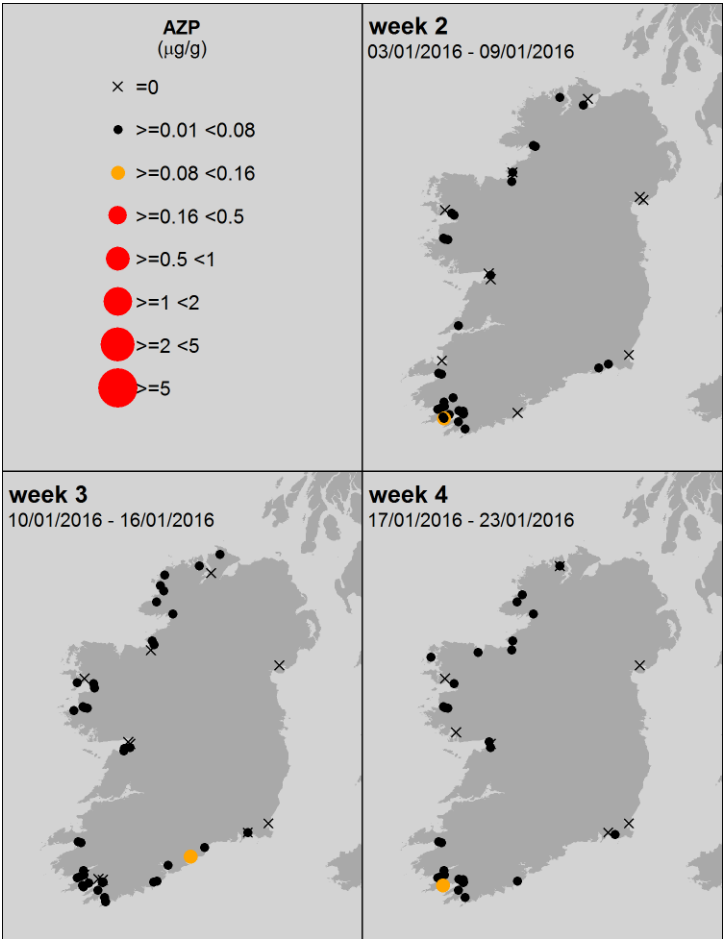 AZP
(µg/g)
=0
>=0.01 <0.08
>=0.08 <0.16
>=0.16 <0.5
>=0.5 <1
>=1 <2
>=2 <5
>=5
week 2
03/01/2016 - 09/01/2016
week 3
10/01/2016 - 16/01/2016
week 4
17/01/2016 - 23/01/2016